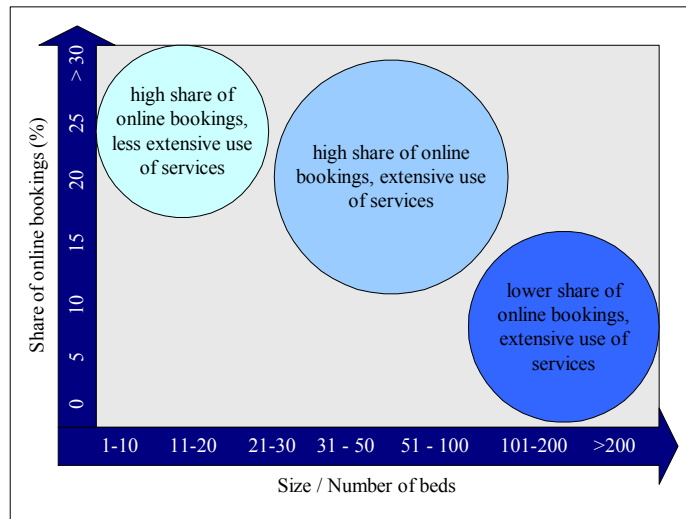 Share of online bookings (%)
> 30
25
20
15
10
5
0
high share of
online bookings,
less extensive use
of services
high share of online
bookings, extensive use
of services
lower share of
online bookings,
extensive use of
services
1-10 11-20 21-30 31 - 50 51 - 100 101-200 >200
Size / Number of beds